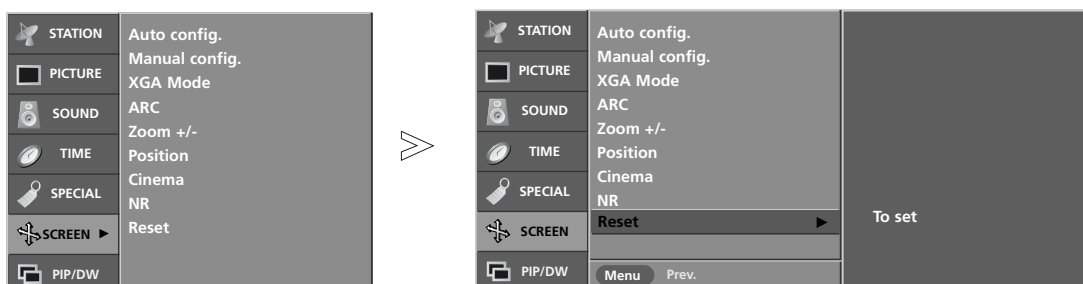 STATION
PICTURE
SOUND
TIME
SPECIAL
SCREEN ►
PIP/DW
Auto config.
Manual config.
XGA Mode
ARC
Zoom +/-
Position
Cinema
NR
Reset
STATION
PICTURE
SOUND
TIME
SPECIAL
SCREEN
PIP/DW
Auto config.
Manual config.
XGA Mode
ARC
Zoom +/-
Position
Cinema
NR
Reset ►
Menu Prev.
To set